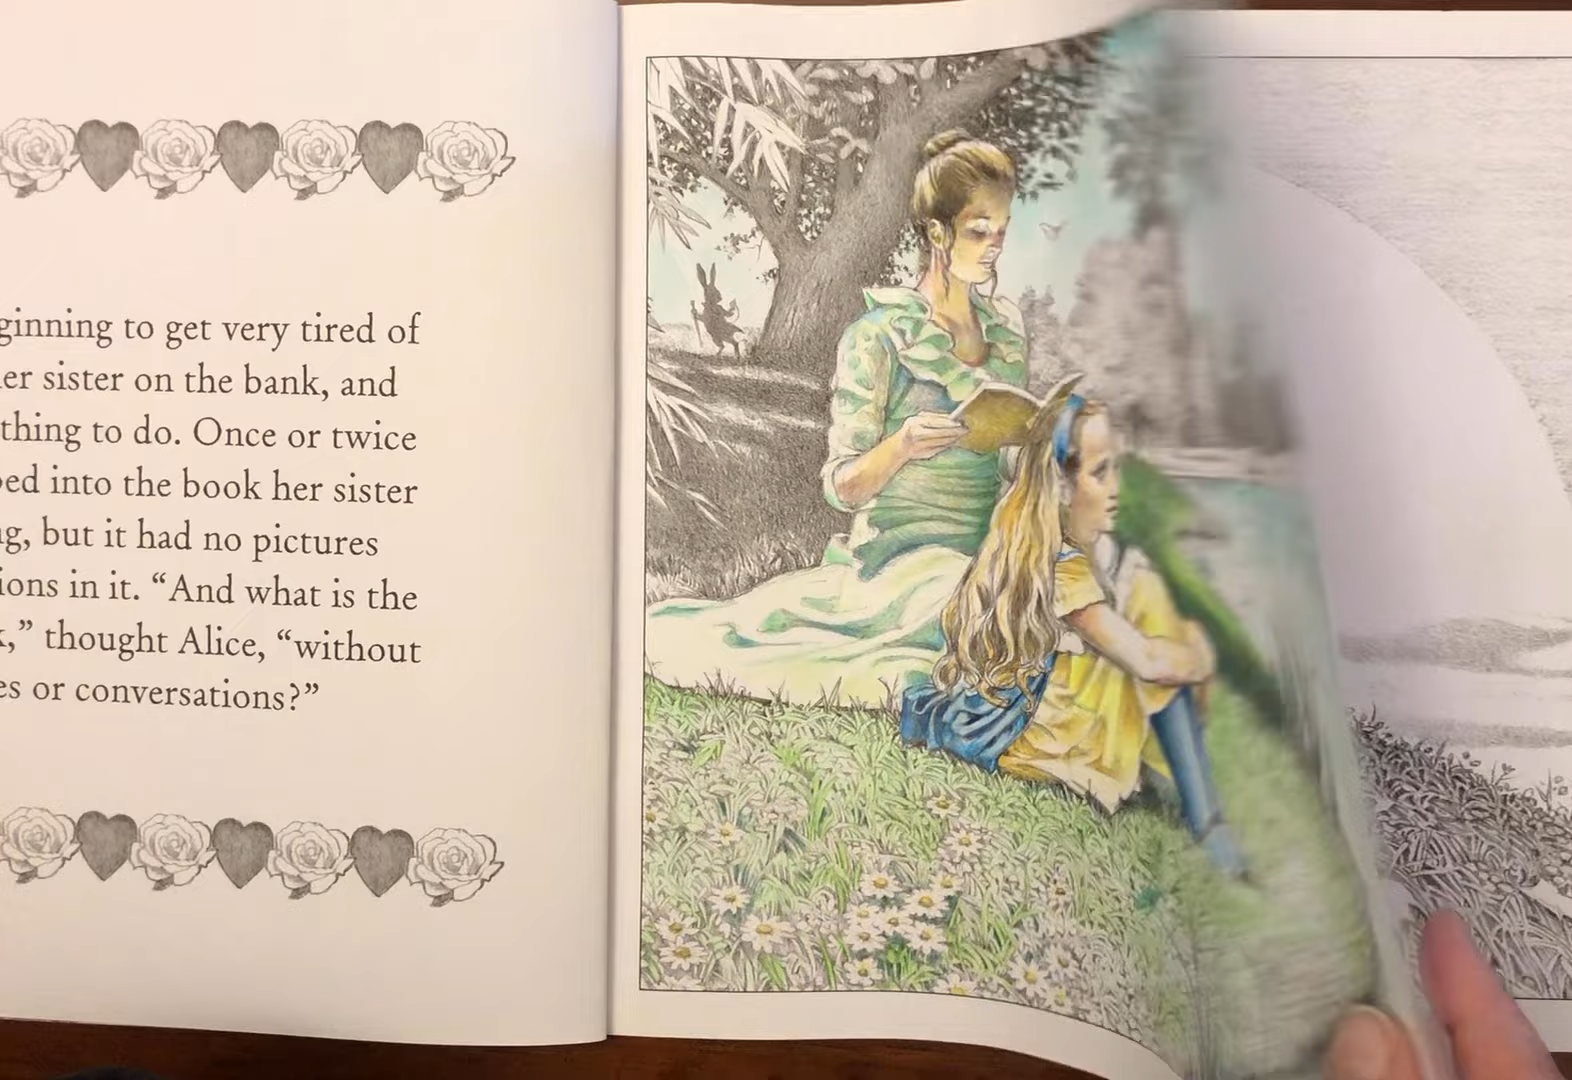 ginning to get very tired of
er sister on the bank, and
thing to do. Once or twice
ed into the book her sister
g, but it had no pictures
ions in it. “And what is the
,” thought Alice, “without
es or conversations?”